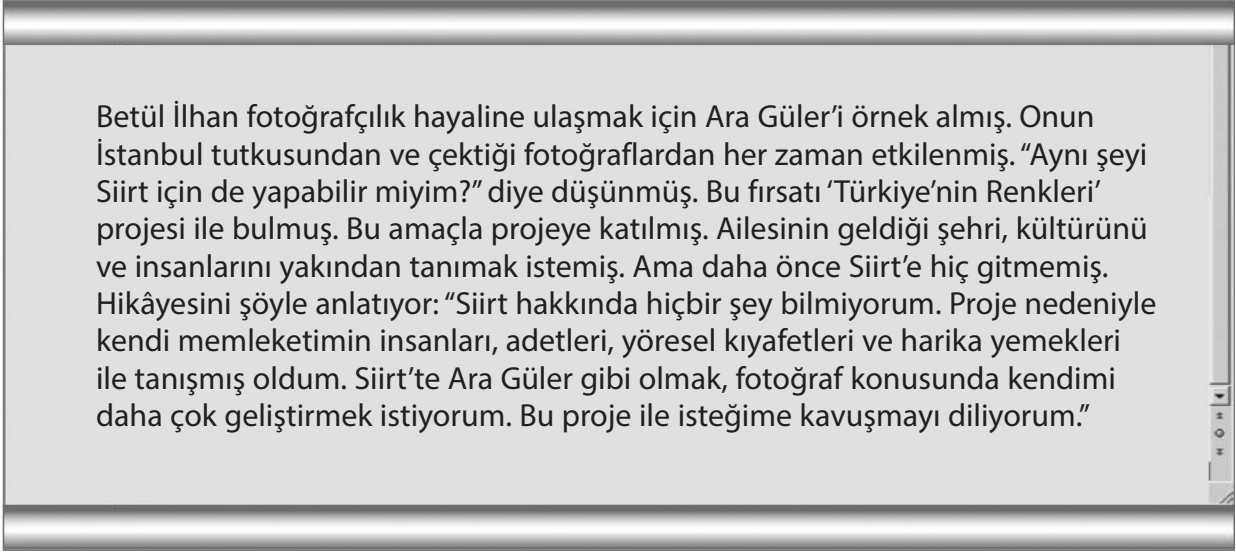 Betül İlhan fotoğrafçılık hayaline ulaşmak için Ara Güler’i örnek almış. Onun
İstanbul tutkusundan ve çektiği fotoğraflardan her zaman etkilenmiş. “Aynı şeyi
Siirt için de yapabilir miyim?” diye düşünmüş. Bu fırsatı ‘Türkiye’nin Renkleri’
projesi ile bulmuş. Bu amaçla projeye katılmış. Ailesinin geldiği şehri, kültürünü
ve insanlarını yakından tanımak istemiş. Ama daha önce Siirt’e hiç gitmemiş.
Hikâyesini şöyle anlatıyor: “Siirt hakkında hiçbir şey bilmiyorum. Proje nedeniyle
kendi memleketimin insanları, adetleri, yöresel kıyafetleri ve harika yemekleri
ile tanışmış oldum. Siirt’te Ara Güler gibi olmak, fotoğraf konusunda kendimi
daha çok geliştirmek istiyorum. Bu proje ile isteğime kavuşmayı diliyorum.”